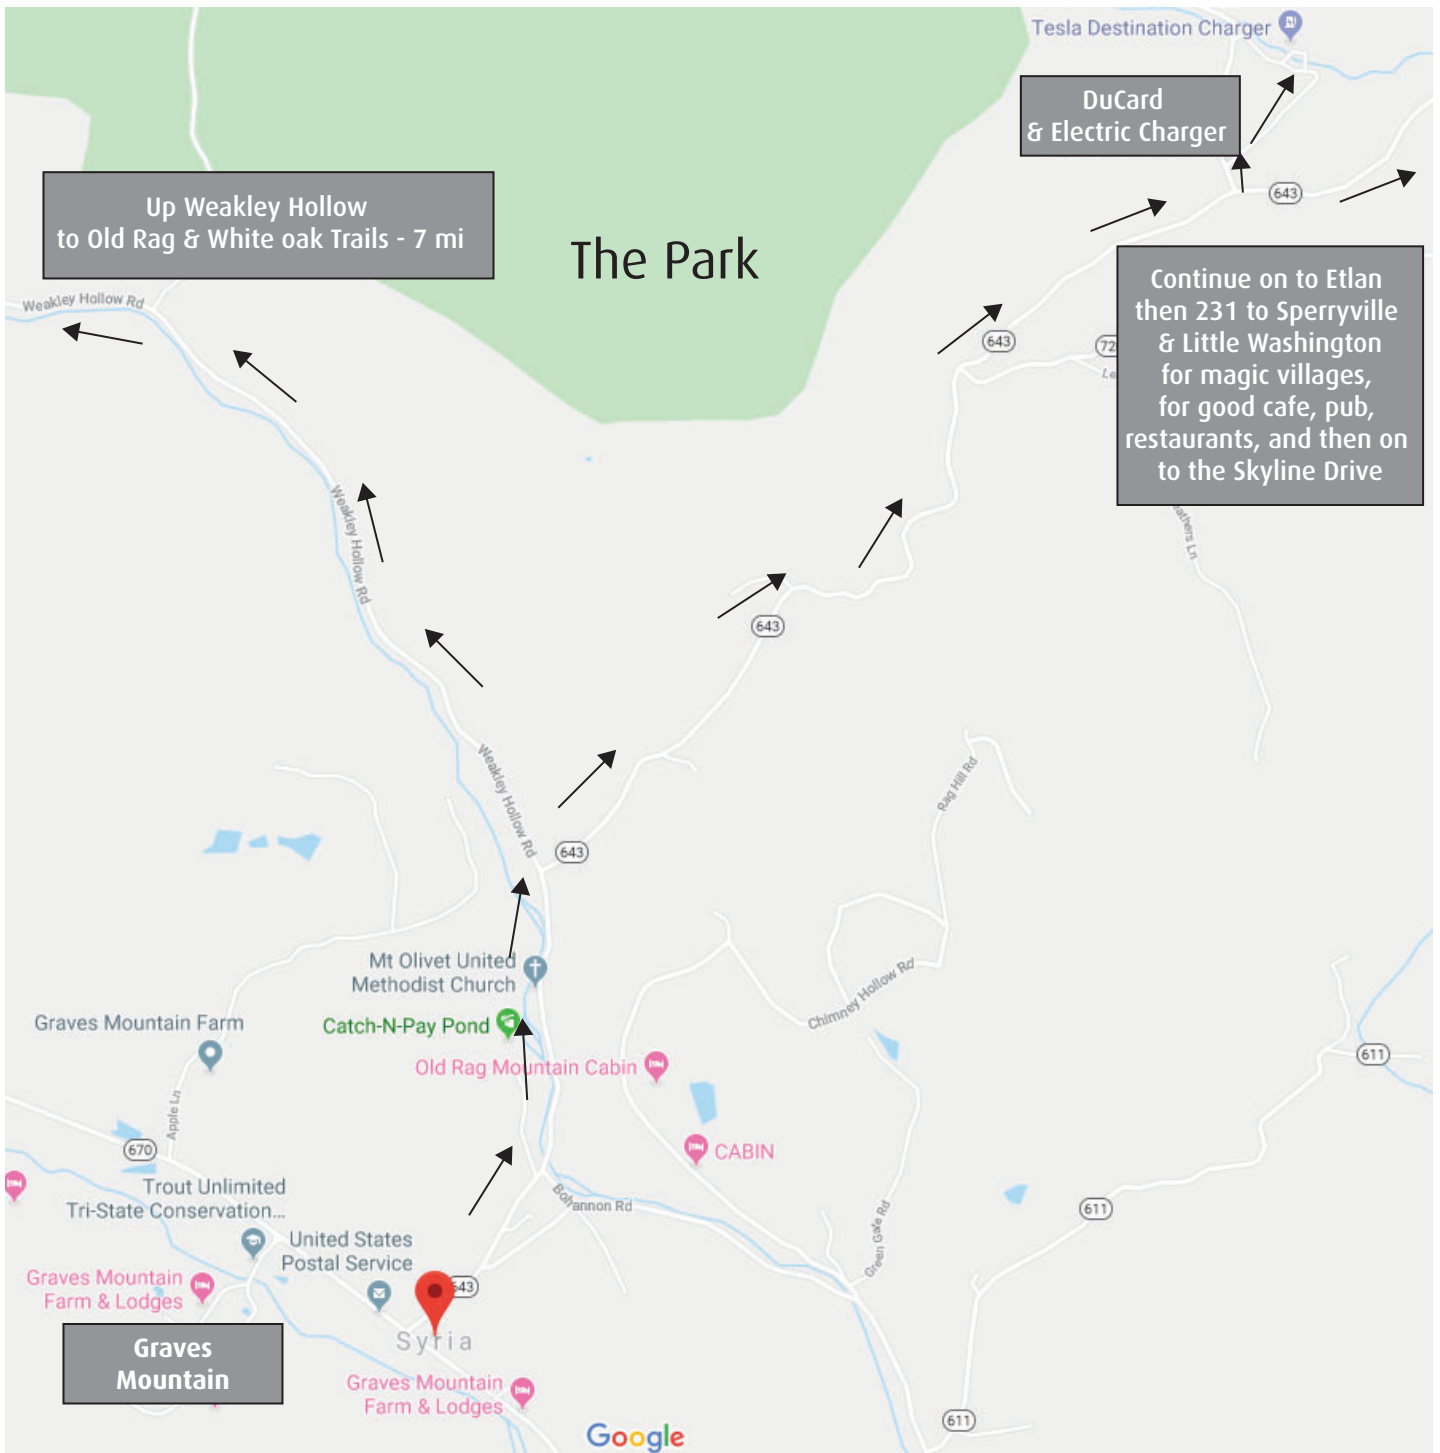 Tesla Destination Charger
DuCard
& Electric Charger
643
Up Weakley Hollow
to Old Rag & White oak Trails - 7 mi
The Park
Continue on to Etlan
then 231 to Sperryville
& Little Washington
for magic villages,
for good cafe, pub,
restaurants, and then on
to the Skyline Drive
Weakley Hollow Rd
643
Weakley Hollow Rd
643
Weakley Hollow Rd
Rag Hill Rd
643
Mt Olivet United
Methodist Church
Chimney Hollow Rd
Graves Mountain Farm
Catch-N-Pay Pond
Old Rag Mountain Cabin
611
Apple Ln
670
CABIN
Trout Unlimited
Tri-State Conservation...
Bohannon Rd
611
Green Gate Rd
United States
Postal Service
Graves Mountain
Farm & Lodges
643
Graves
Mountain
Syria
Graves Mountain
Farm & Lodges
611
Google